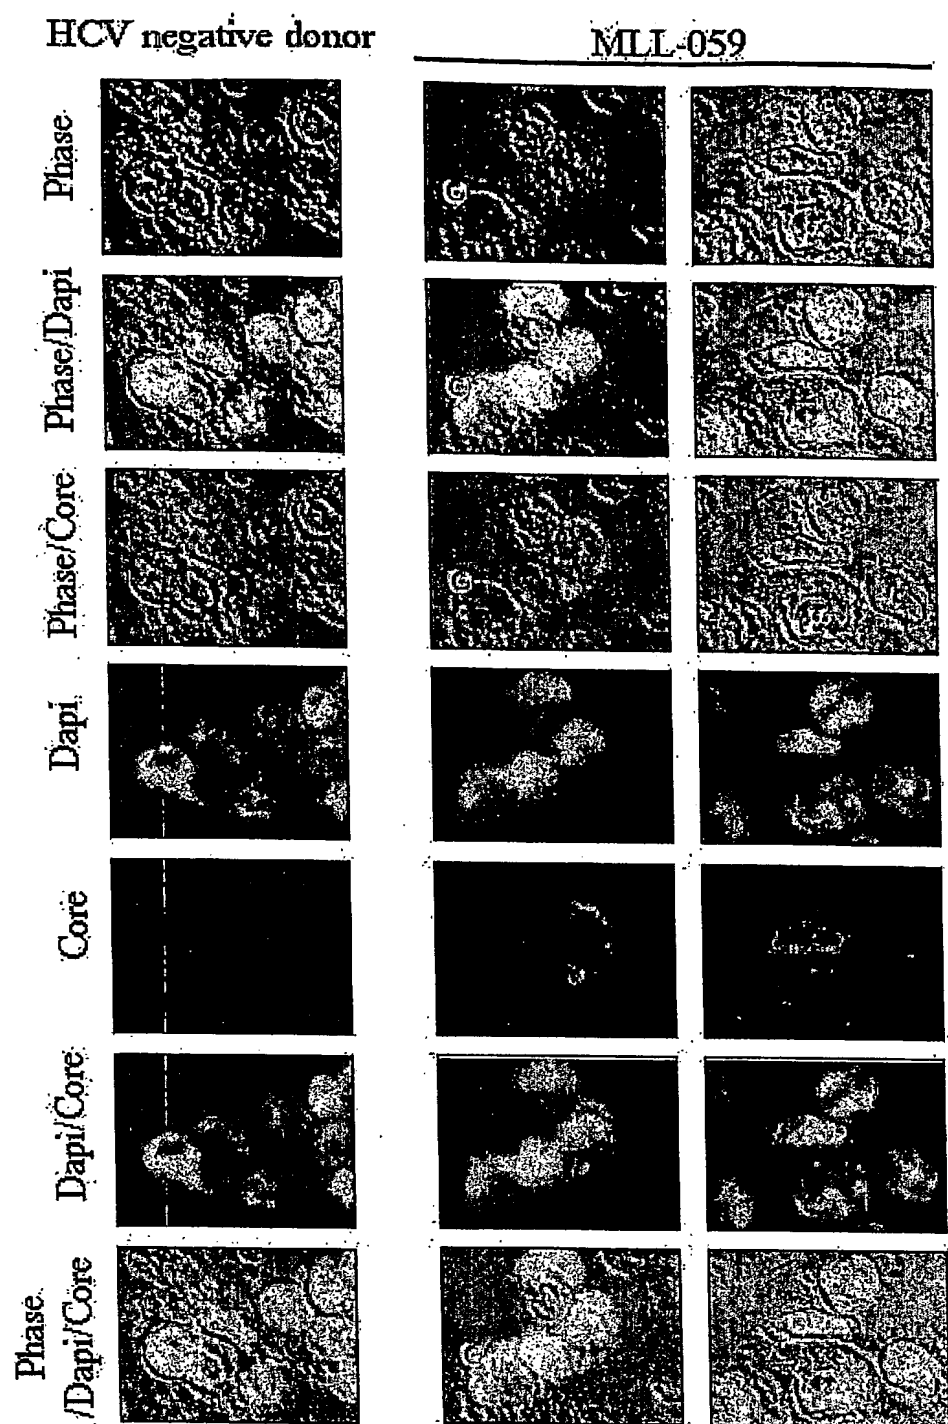 HCV negative donor
MLL-059
Phase
Phase/Dapi
Phase/Core
Dapi
Core
Dapi/Core
Phase
/Dapi/Core